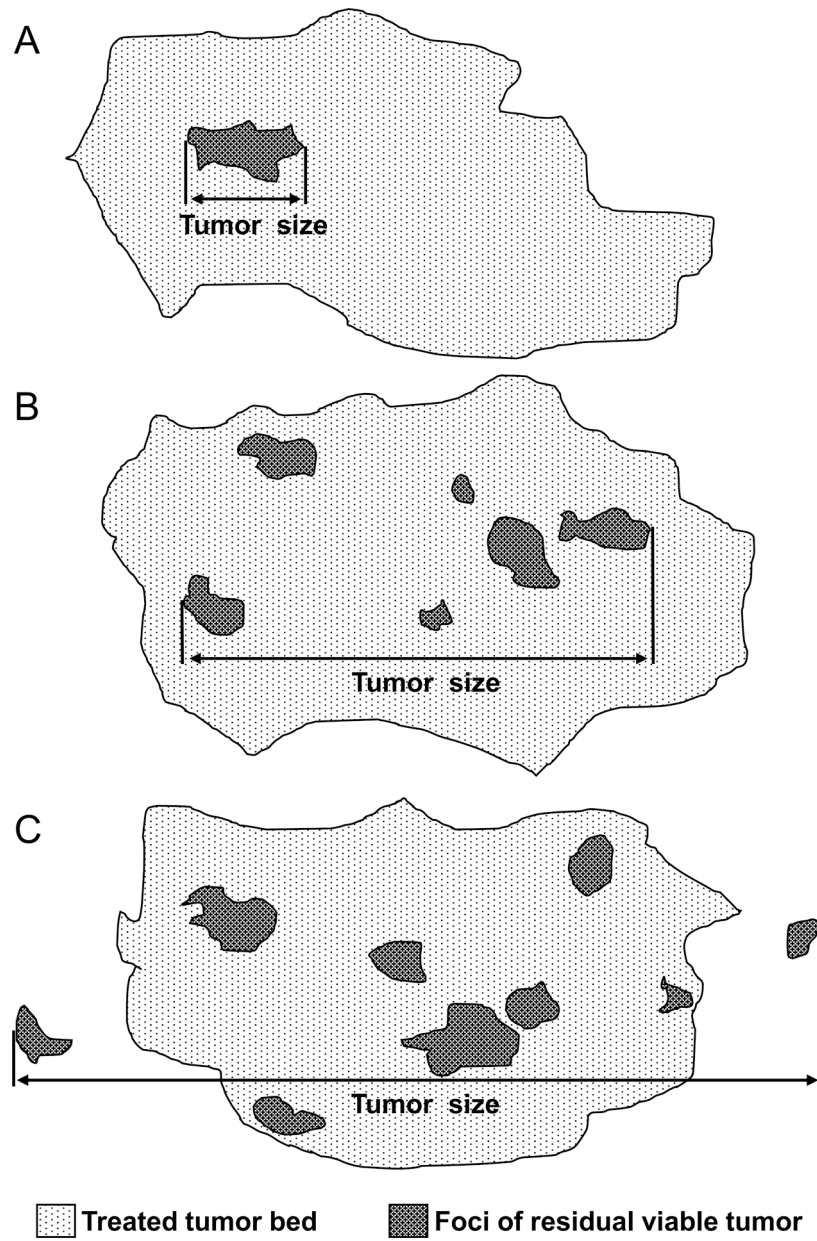 A
Tumor size
B
Tumor size
C
Tumor size
Treated tumor bed
Foci of residual viable tumor